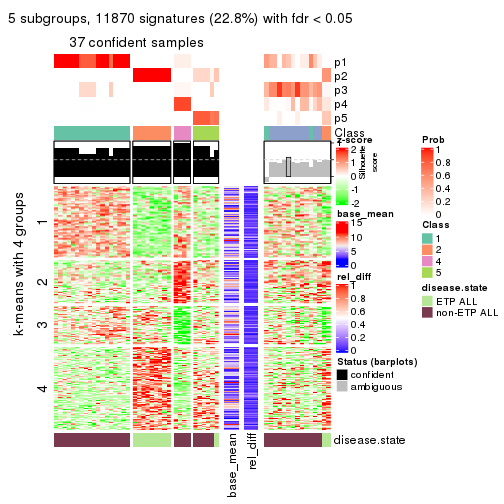 5 subgroups, 11870 signatures (22.8%) with fdr < 0.05
37 confident samples
p1
p2
p3
p4
p5
Class
z-score
2
1
0
-1
-2
Silhouette
score
base_mean
15
10
5
0
rel_diff
1
0.8
0.6
0.4
0.2
0
Status (barplots)
confident
ambiguous
Prob
1
0.8
0.6
0.4
0.2
0
Class
1
2
4
5
disease.state
ETP ALL
non-ETP ALL
k-means with 4 groups
1
2
3
4
base_mean
rel_diff
disease.state